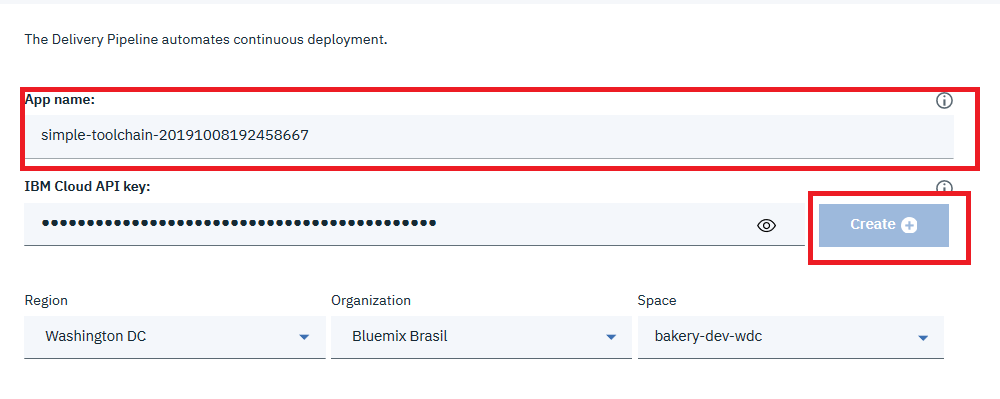 The Delivery Pipeline automates continuous deployment.
App name:
simple-toolchain-20191008192458667
IBM Cloud API key:
••••••••••••••••••••••••••••••••••••••••••••
Create
Region
Organization
Space
Washington DC
Bluemix Brasil
bakery-dev-wdc